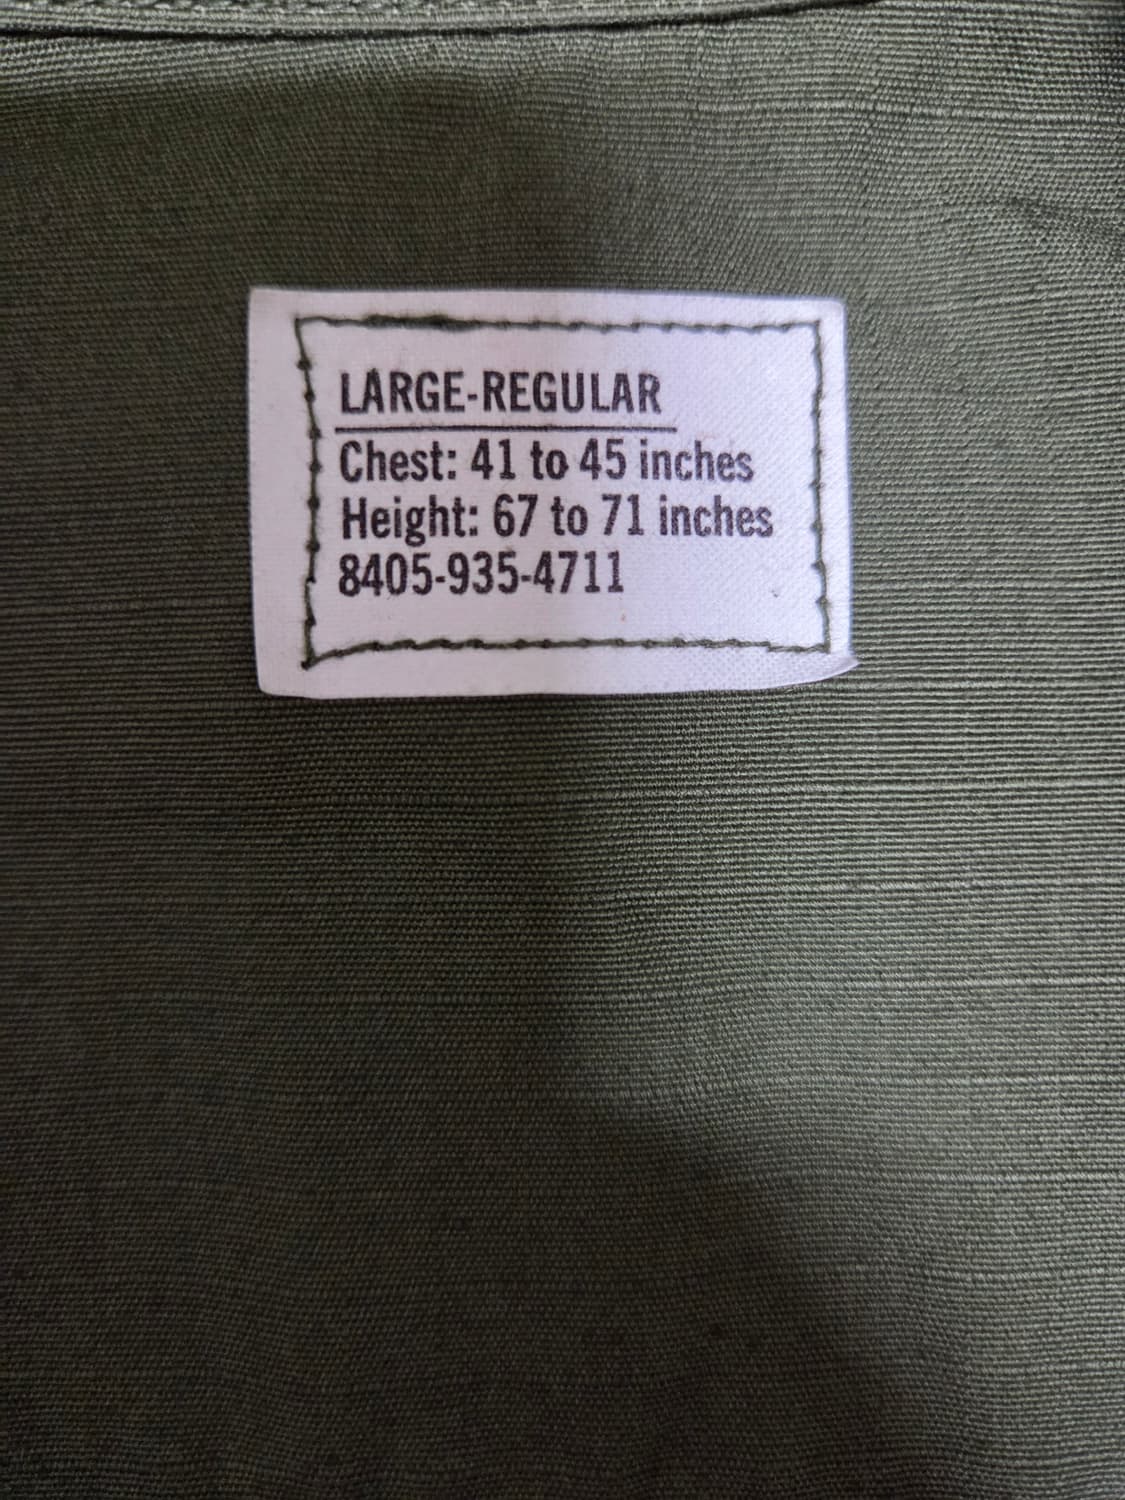 LARGE-REGULAR
Chest: 41 to 45 inches
Height: 67 to 71 inches
8405-935-4711